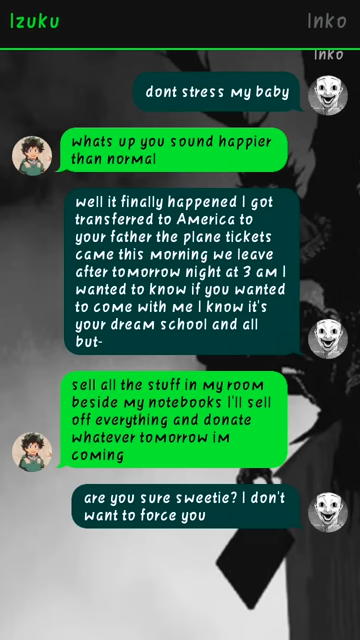 Izuku Inko
Inko
dont stress my baby
whats up you sound happier
than normal
well it finally happened I got
transferred to America to
your father the plane tickets
came this morning we leave
after tomorrow night at 3 am I
wanted to know if you wanted
to come with me I know it's
your dream school and all
but-
sell all the stuff in my room
beside my notebooks I'll sell
off everything and donate
whatever tomorrow im
coming
are you sure sweetie? I don't
want to force you